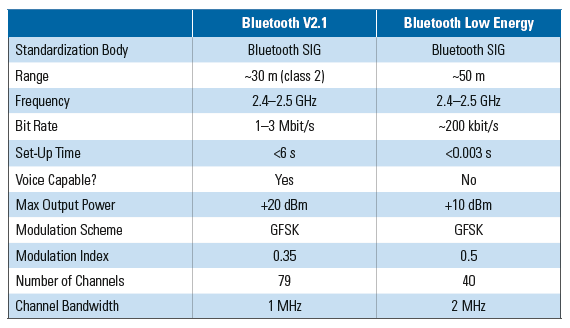 Bluetooth V2.1 Bluetooth Low Energy
Standardization Body Bluetooth SIG Bluetooth SIG
Range ~30 m (class 2) ~50 m
Frequency 2.4–2.5 GHz 2.4–2.5 GHz
Bit Rate 1–3 Mbit/s ~200 kbit/s
Set-Up Time <6 s <0.003 s
Voice Capable? Yes No
Max Output Power +20 dBm +10 dBm
Modulation Scheme GFSK GFSK
Modulation Index 0.35 0.5
Number of Channels 79 40
Channel Bandwidth 1 MHz 2 MHz